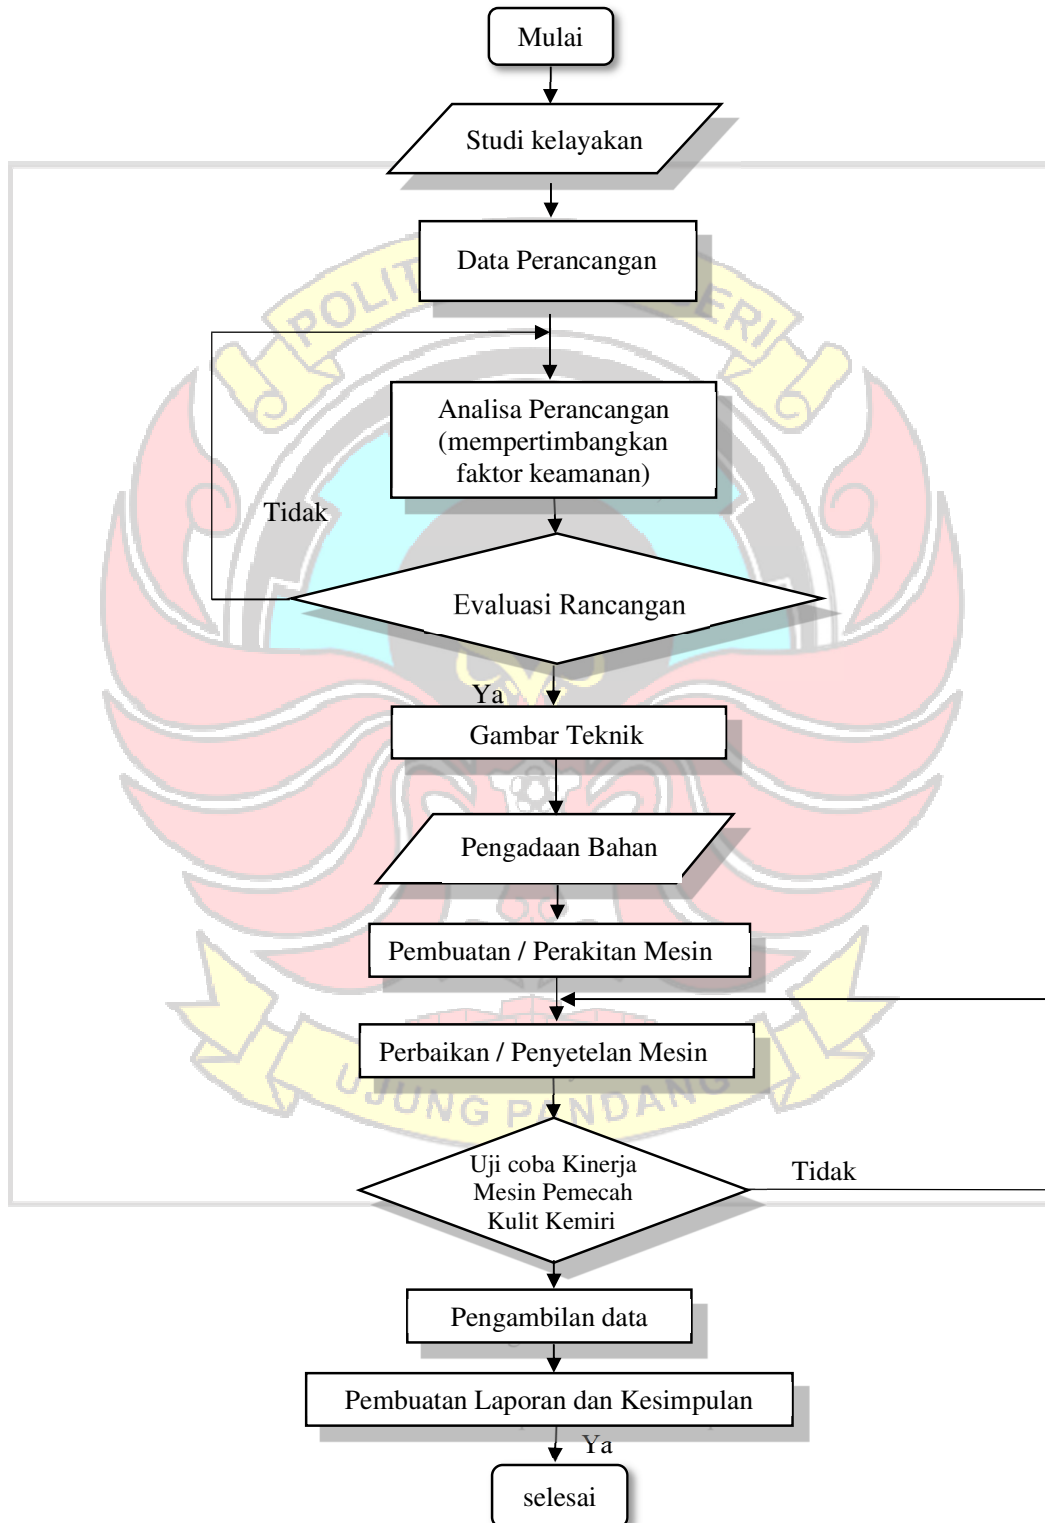 Mulai
Studi kelayakan
Data Perancangan
POLIT
ERI
Analisa Perancangan
(mempertimbangkan
faktor keamanan)
Tidak
Evaluasi Rancangan
Ya
Gambar Teknik
Pengadaan Bahan
Pembuatan / Perakitan Mesin
Perbaikan / Penyetelan Mesin
UJUNG PANDANG
Uji coba Kinerja
Mesin Pemecah
Kulit Kemiri
Tidak
Pengambilan data
Pembuatan Laporan dan Kesimpulan
Ya
selesai